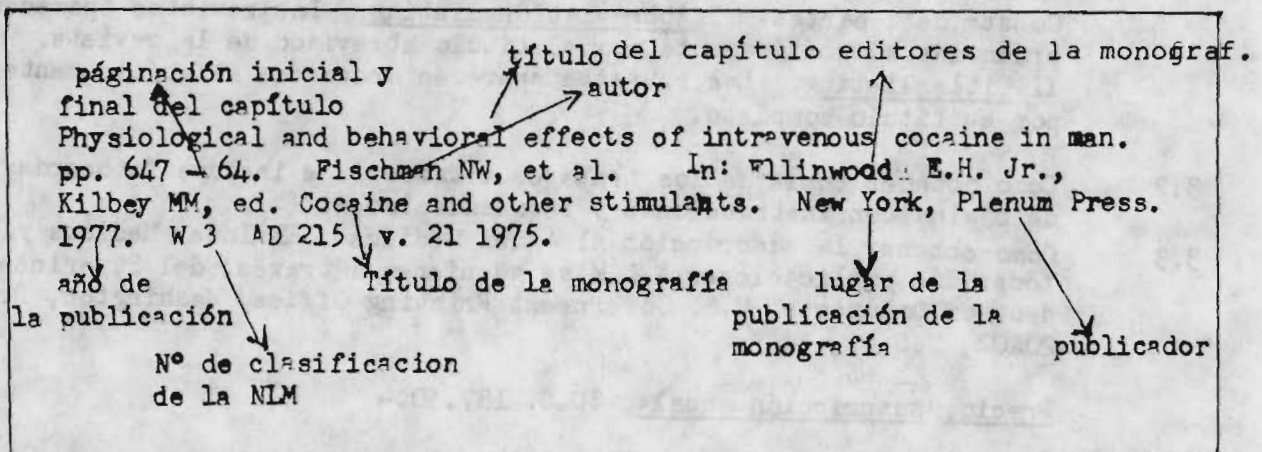 título del capítulo editores de la monograf.
páginación inicial y
autor
final del capítulo
Physiological and behavioral effects of intravenous cocaine in man.
pp. 647 - 64. Fischman NW, et al. In: Ellinwood E.H. Jr.,
Kilbey MM, ed. Cocaine and other stimulants. New York, Plenum Press.
1977. W 3 AD 215 v. 21 1975.
año de Título de la monografía lugar de la
la publicación publicación de la
monografía publicador
Nº de clasificacion
de la NLM